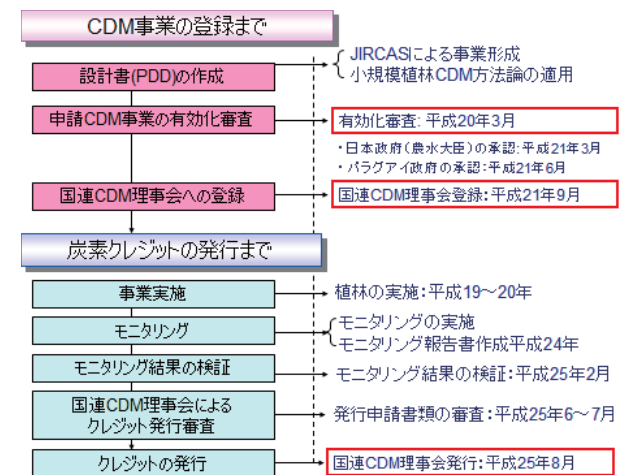 CDM事業の登録まで
設計書(PDD)の作成
JIRCASによる事業形成
小規模植林CDM方法論の適用
申請CDM事業の有効化審査
有効化審査: 平成20年3月
・日本政府(農水大臣)の承認:平成21年3月
・パラグアイ政府の承認:平成21年6月
国連CDM理事会への登録
国連CDM理事会登録:平成21年9月
炭素クレジットの発行まで
事業実施
植林の実施:平成19～20年
モニタリング
モニタリングの実施
モニタリング報告書作成平成24年
モニタリング結果の検証
モニタリング結果の検証:平成25年2月
国連CDM理事会による
クレジット発行審査
発行申請書類の審査:平成25年6～7月
クレジットの発行
国連CDM理事会発行:平成25年8月